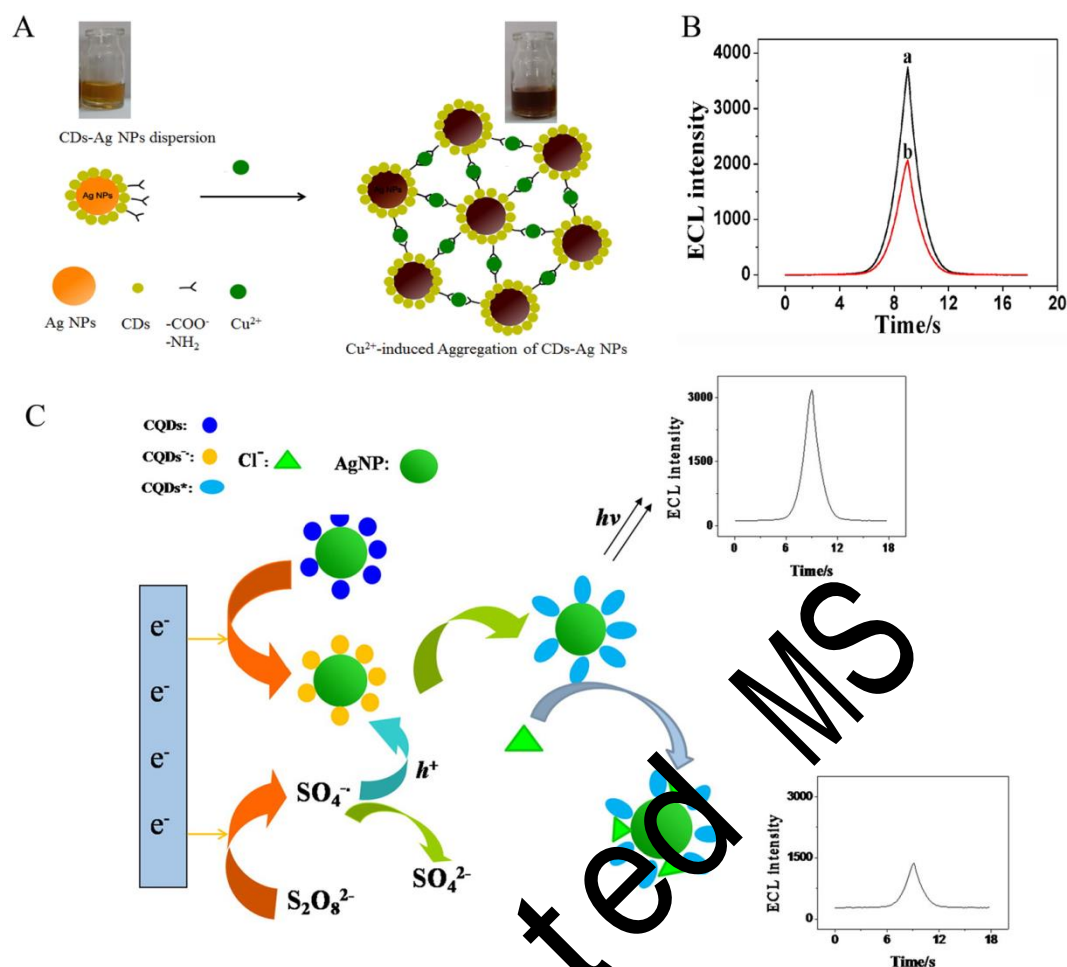 A
CDs-Ag NPs dispersion
Ag NPs
Ag NPs
Ag NPs
CDs
-COO⁻
-NH₂
Cu²⁺
Cu²⁺-induced Aggregation of CDs-Ag NPs
B
ECL intensity
4000
3000
2000
1000
0
a
b
0 4 8 12 16 20
Time/s
C
CQDs:
CQDs⁻·:
CQDs*:
Cl⁻:
AgNP:
e⁻
e⁻
e⁻
e⁻
SO₄⁻·
h⁺
S₂O₈²⁻
SO₄²⁻
hν
ECL intensity
3000
1500
0
0 6 12 18
Time/s
ECL intensity
3000
1500
0
0 6 12 18
Time/s
ted MS